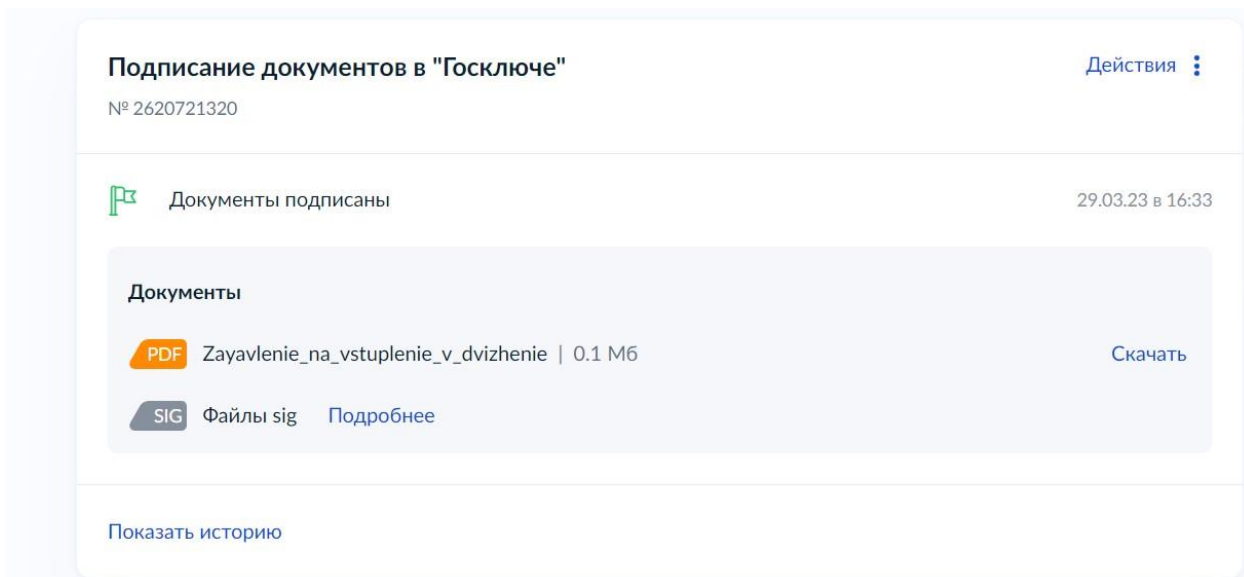 Подписание документов в "Госключе"
Действия
№ 2620721320
Документы подписаны
29.03.23 в 16:33
Документы
PDF Zayavlenie_na_vstuplenie_v_dvizhenie | 0.1 Мб
Скачать
SIG Файлы sig Подробнее
Показать историю